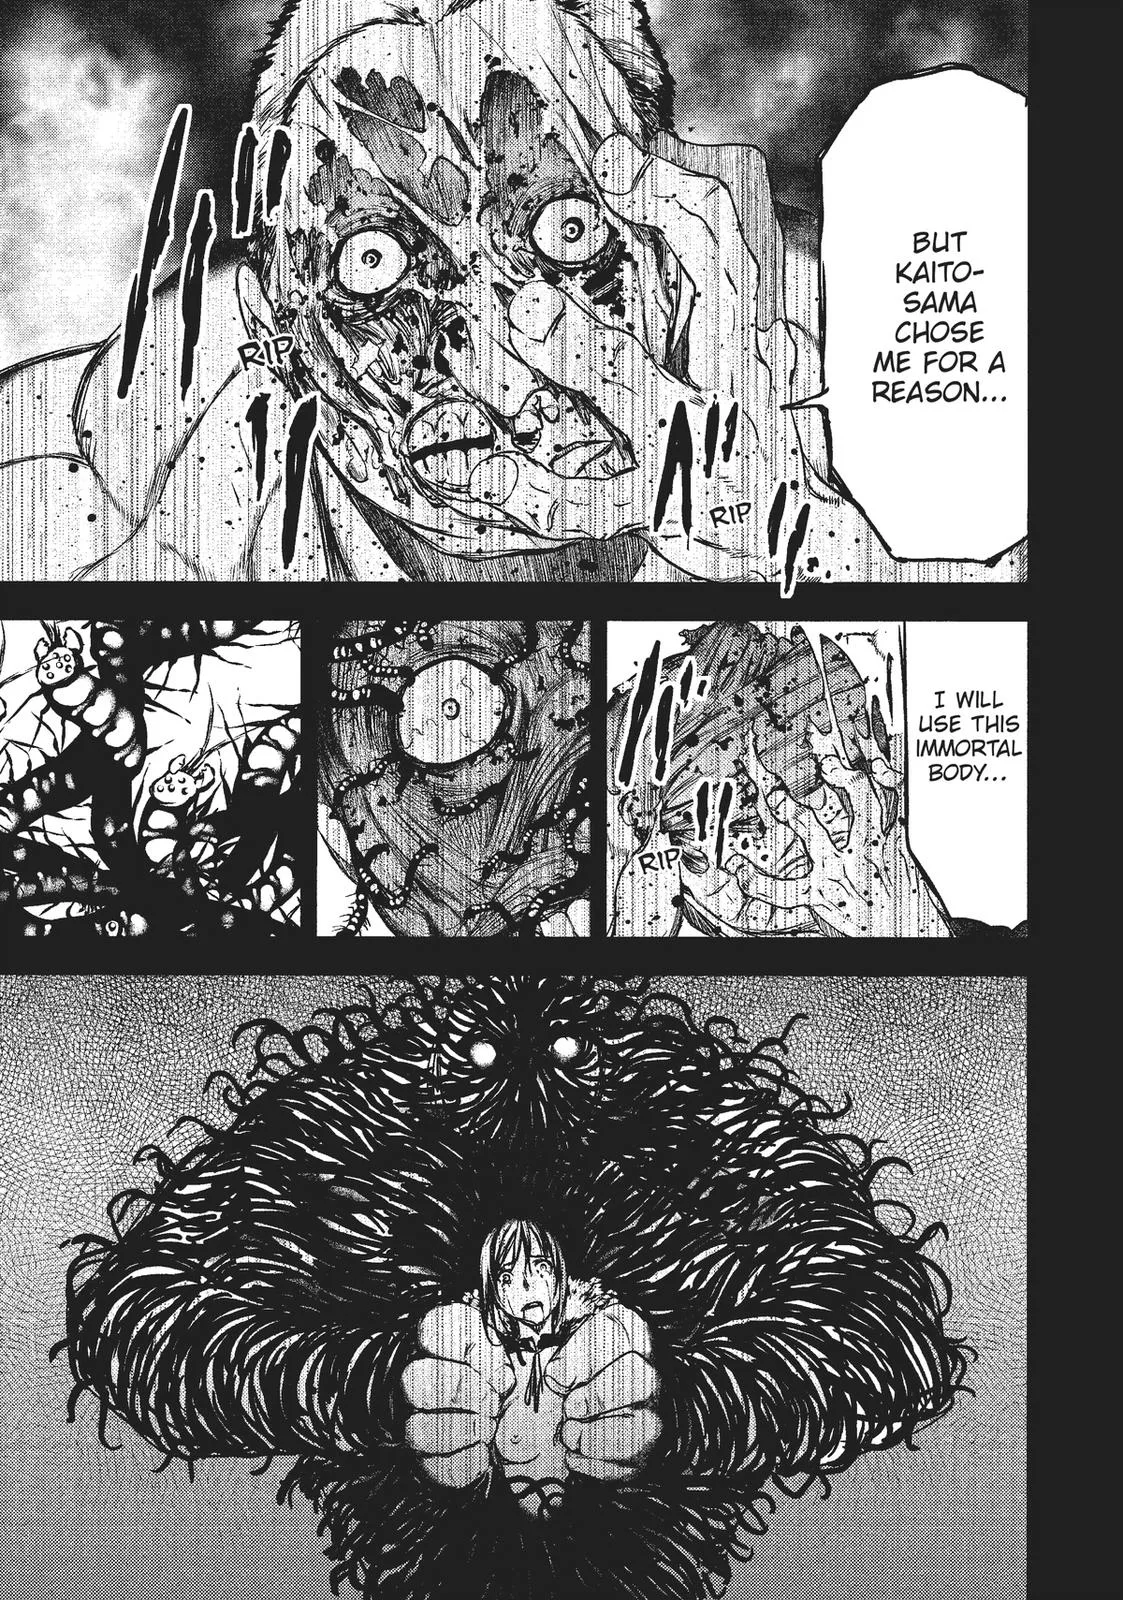 BUT
KAITO-
SAMA
CHOSE
ME FOR A
REASON...
RIP
RIP
I WILL
USE THIS
IMMORTAL
BODY...
RIP